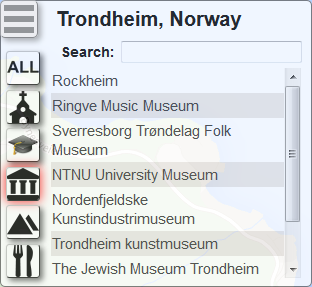 Trondheim, Norway
Search:
ALL
Rockheim
Ringve Music Museum
Sverresborg Trøndelag Folk
Museum
NTNU University Museum
Nordenfjeldske
Kunstindustrimuseum
Trondheim kunstmuseum
The Jewish Museum Trondheim